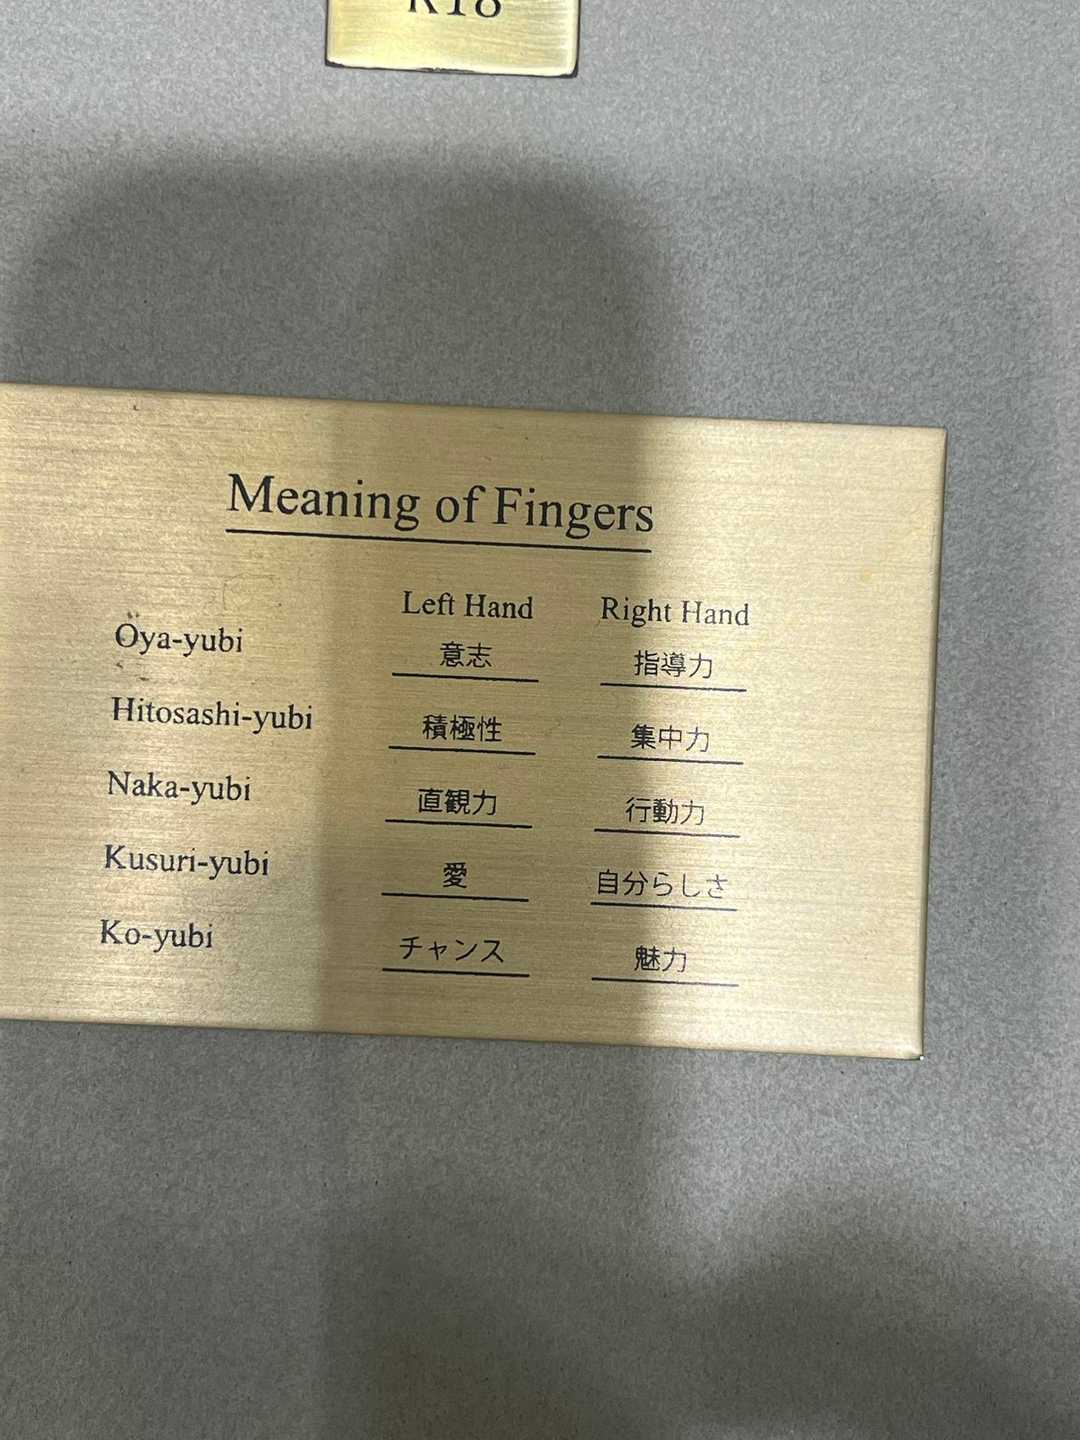 R18
Meaning of Fingers
Left Hand Right Hand
Oya-yubi 意志 指導力
Hitosashi-yubi 積極性 集中力
Naka-yubi 直観力 行動力
Kusuri-yubi 愛 自分らしさ
Ko-yubi チャンス 魅力